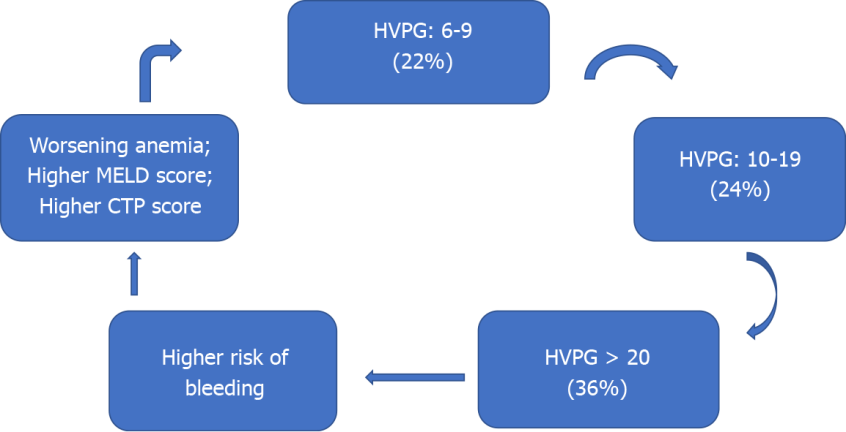 HVPG: 6-9
(22%)
HVPG: 10-19
(24%)
HVPG > 20
(36%)
Higher risk of
bleeding
Worsening anemia;
Higher MELD score;
Higher CTP score